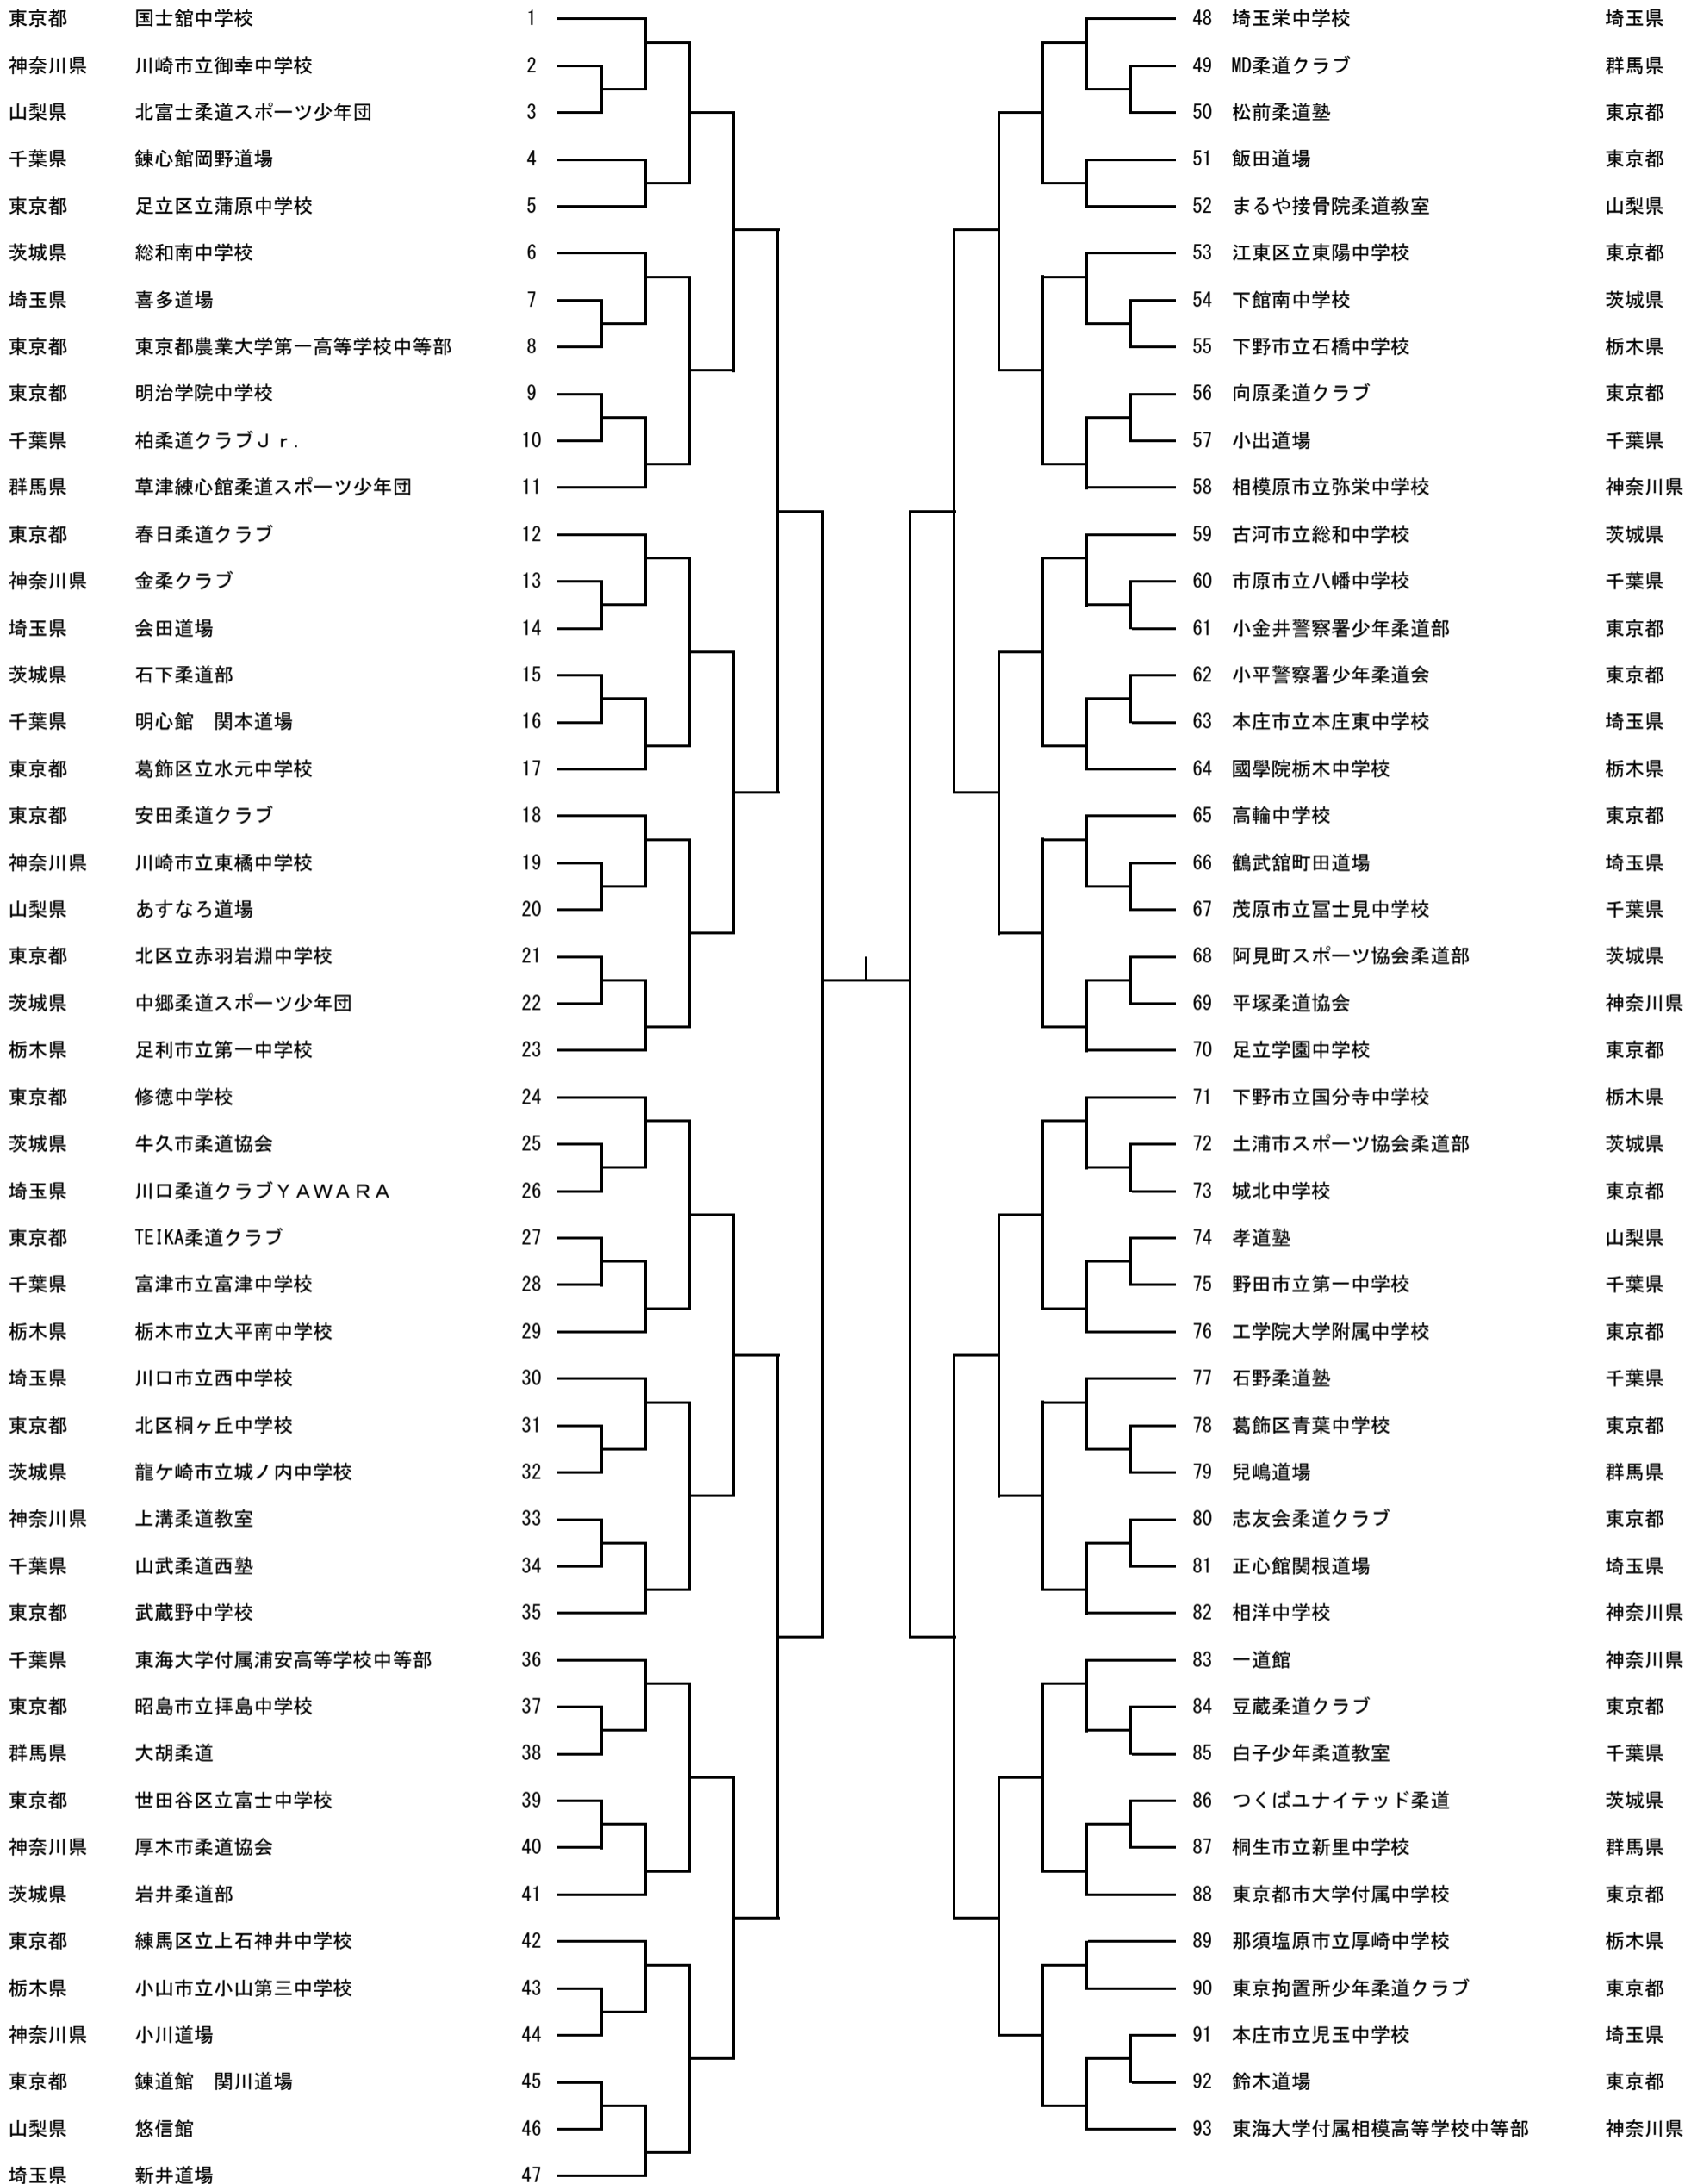 東京都 国士舘中学校 1
神奈川県 川崎市立御幸中学校 2
山梨県 北富士柔道スポーツ少年団 3
千葉県 錬心館岡野道場 4
東京都 足立区立蒲原中学校 5
茨城県 総和南中学校 6
埼玉県 喜多道場 7
東京都 東京都農業大学第一高等学校中等部 8
東京都 明治学院中学校 9
千葉県 柏柔道クラブＪｒ. 10
群馬県 草津練心館柔道スポーツ少年団 11
東京都 春日柔道クラブ 12
神奈川県 金柔クラブ 13
埼玉県 会田道場 14
茨城県 石下柔道部 15
千葉県 明心館　関本道場 16
東京都 葛飾区立水元中学校 17
東京都 安田柔道クラブ 18
神奈川県 川崎市立東橘中学校 19
山梨県 あすなろ道場 20
東京都 北区立赤羽岩淵中学校 21
茨城県 中郷柔道スポーツ少年団 22
栃木県 足利市立第一中学校 23
東京都 修徳中学校 24
茨城県 牛久市柔道協会 25
埼玉県 川口柔道クラブＹＡＷＡＲＡ 26
東京都 TEIKA柔道クラブ 27
千葉県 富津市立富津中学校 28
栃木県 栃木市立大平南中学校 29
埼玉県 川口市立西中学校 30
東京都 北区桐ヶ丘中学校 31
茨城県 龍ケ崎市立城ノ内中学校 32
神奈川県 上溝柔道教室 33
千葉県 山武柔道西塾 34
東京都 武蔵野中学校 35
千葉県 東海大学付属浦安高等学校中等部 36
東京都 昭島市立拝島中学校 37
群馬県 大胡柔道 38
東京都 世田谷区立富士中学校 39
神奈川県 厚木市柔道協会 40
茨城県 岩井柔道部 41
東京都 練馬区立上石神井中学校 42
栃木県 小山市立小山第三中学校 43
神奈川県 小川道場 44
東京都 錬道館　関川道場 45
山梨県 悠信館 46
埼玉県 新井道場 47
48 埼玉栄中学校 埼玉県
49 MD柔道クラブ 群馬県
50 松前柔道塾 東京都
51 飯田道場 東京都
52 まるや接骨院柔道教室 山梨県
53 江東区立東陽中学校 東京都
54 下館南中学校 茨城県
55 下野市立石橋中学校 栃木県
56 向原柔道クラブ 東京都
57 小出道場 千葉県
58 相模原市立弥栄中学校 神奈川県
59 古河市立総和中学校 茨城県
60 市原市立八幡中学校 千葉県
61 小金井警察署少年柔道部 東京都
62 小平警察署少年柔道会 東京都
63 本庄市立本庄東中学校 埼玉県
64 國學院栃木中学校 栃木県
65 高輪中学校 東京都
66 鶴武舘町田道場 埼玉県
67 茂原市立冨士見中学校 千葉県
68 阿見町スポーツ協会柔道部 茨城県
69 平塚柔道協会 神奈川県
70 足立学園中学校 東京都
71 下野市立国分寺中学校 栃木県
72 土浦市スポーツ協会柔道部 茨城県
73 城北中学校 東京都
74 孝道塾 山梨県
75 野田市立第一中学校 千葉県
76 工学院大学附属中学校 東京都
77 石野柔道塾 千葉県
78 葛飾区青葉中学校 東京都
79 兒嶋道場 群馬県
80 志友会柔道クラブ 東京都
81 正心館関根道場 埼玉県
82 相洋中学校 神奈川県
83 一道館 神奈川県
84 豆蔵柔道クラブ 東京都
85 白子少年柔道教室 千葉県
86 つくばユナイテッド柔道 茨城県
87 桐生市立新里中学校 群馬県
88 東京都市大学付属中学校 東京都
89 那須塩原市立厚崎中学校 栃木県
90 東京拘置所少年柔道クラブ 東京都
91 本庄市立児玉中学校 埼玉県
92 鈴木道場 東京都
93 東海大学付属相模高等学校中等部 神奈川県